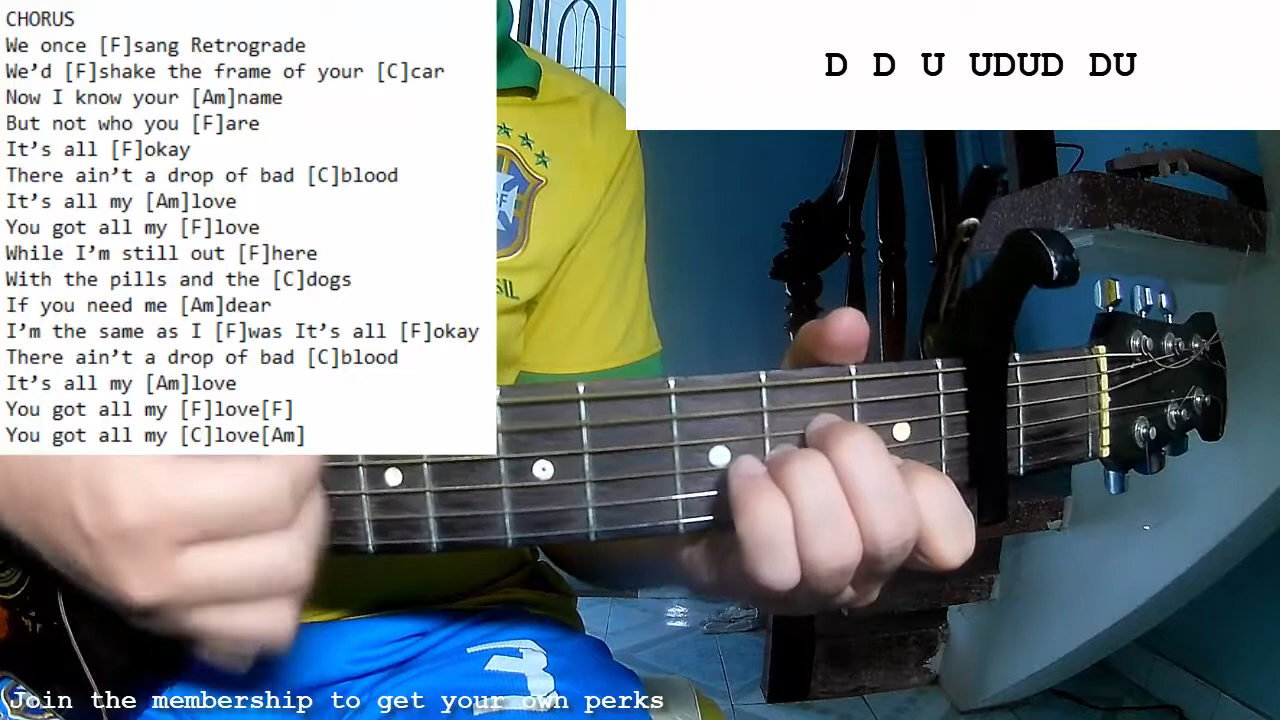 CHORUS
We once [F]sang Retrograde
We’d [F]shake the frame of your [C]car
Now I know your [Am]name
But not who you [F]are
It’s all [F]okay
There ain’t a drop of bad [C]blood
It’s all my [Am]love
You got all my [F]love
While I’m still out [F]here
With the pills and the [C]dogs
If you need me [Am]dear
I’m the same as I [F]was It’s all [F]okay
There ain’t a drop of bad [C]blood
It’s all my [Am]love
You got all my [F]love[F]
You got all my [C]love[Am]
D D U UDUD DU
Join the membership to get your own perks